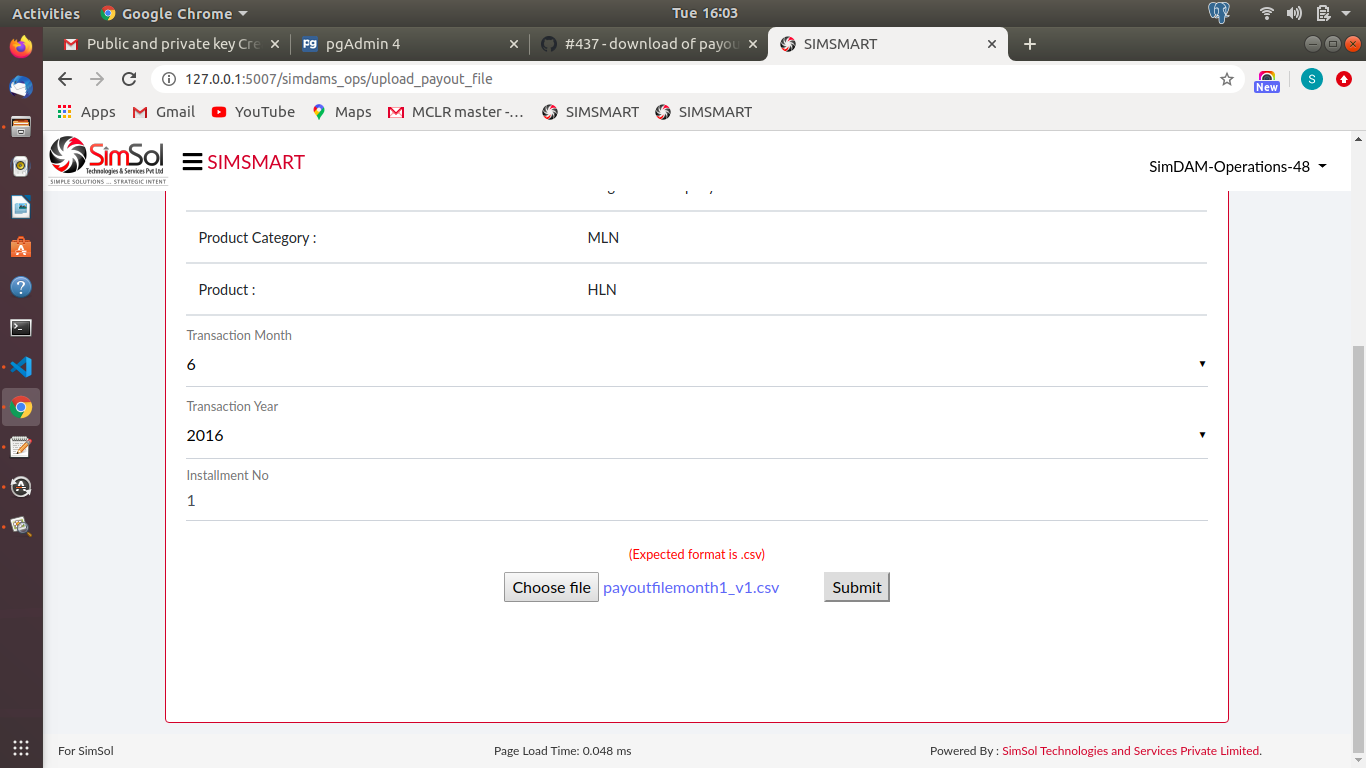 Activities Google Chrome Tue 16:03
Public and private key Cre pgAdmin 4 #437 - download of payou SIMSMART
127.0.0.1:5007/simdams_ops/upload_payout_file New S
Apps Gmail YouTube Maps MCLR master -... SIMSMART SIMSMART
SimSol
Technologies & Services Pvt Ltd
SIMPLE SOLUTIONS ... STRATEGIC INTENT
SIMSMART SimDAM-Operations-48
Product Category : MLN
Product : HLN
Transaction Month
6
Transaction Year
2016
Installment No
1
(Expected format is .csv)
Choose file payoutfilemonth1_v1.csv Submit
For SimSol Page Load Time: 0.048 ms Powered By : SimSol Technologies and Services Private Limited.